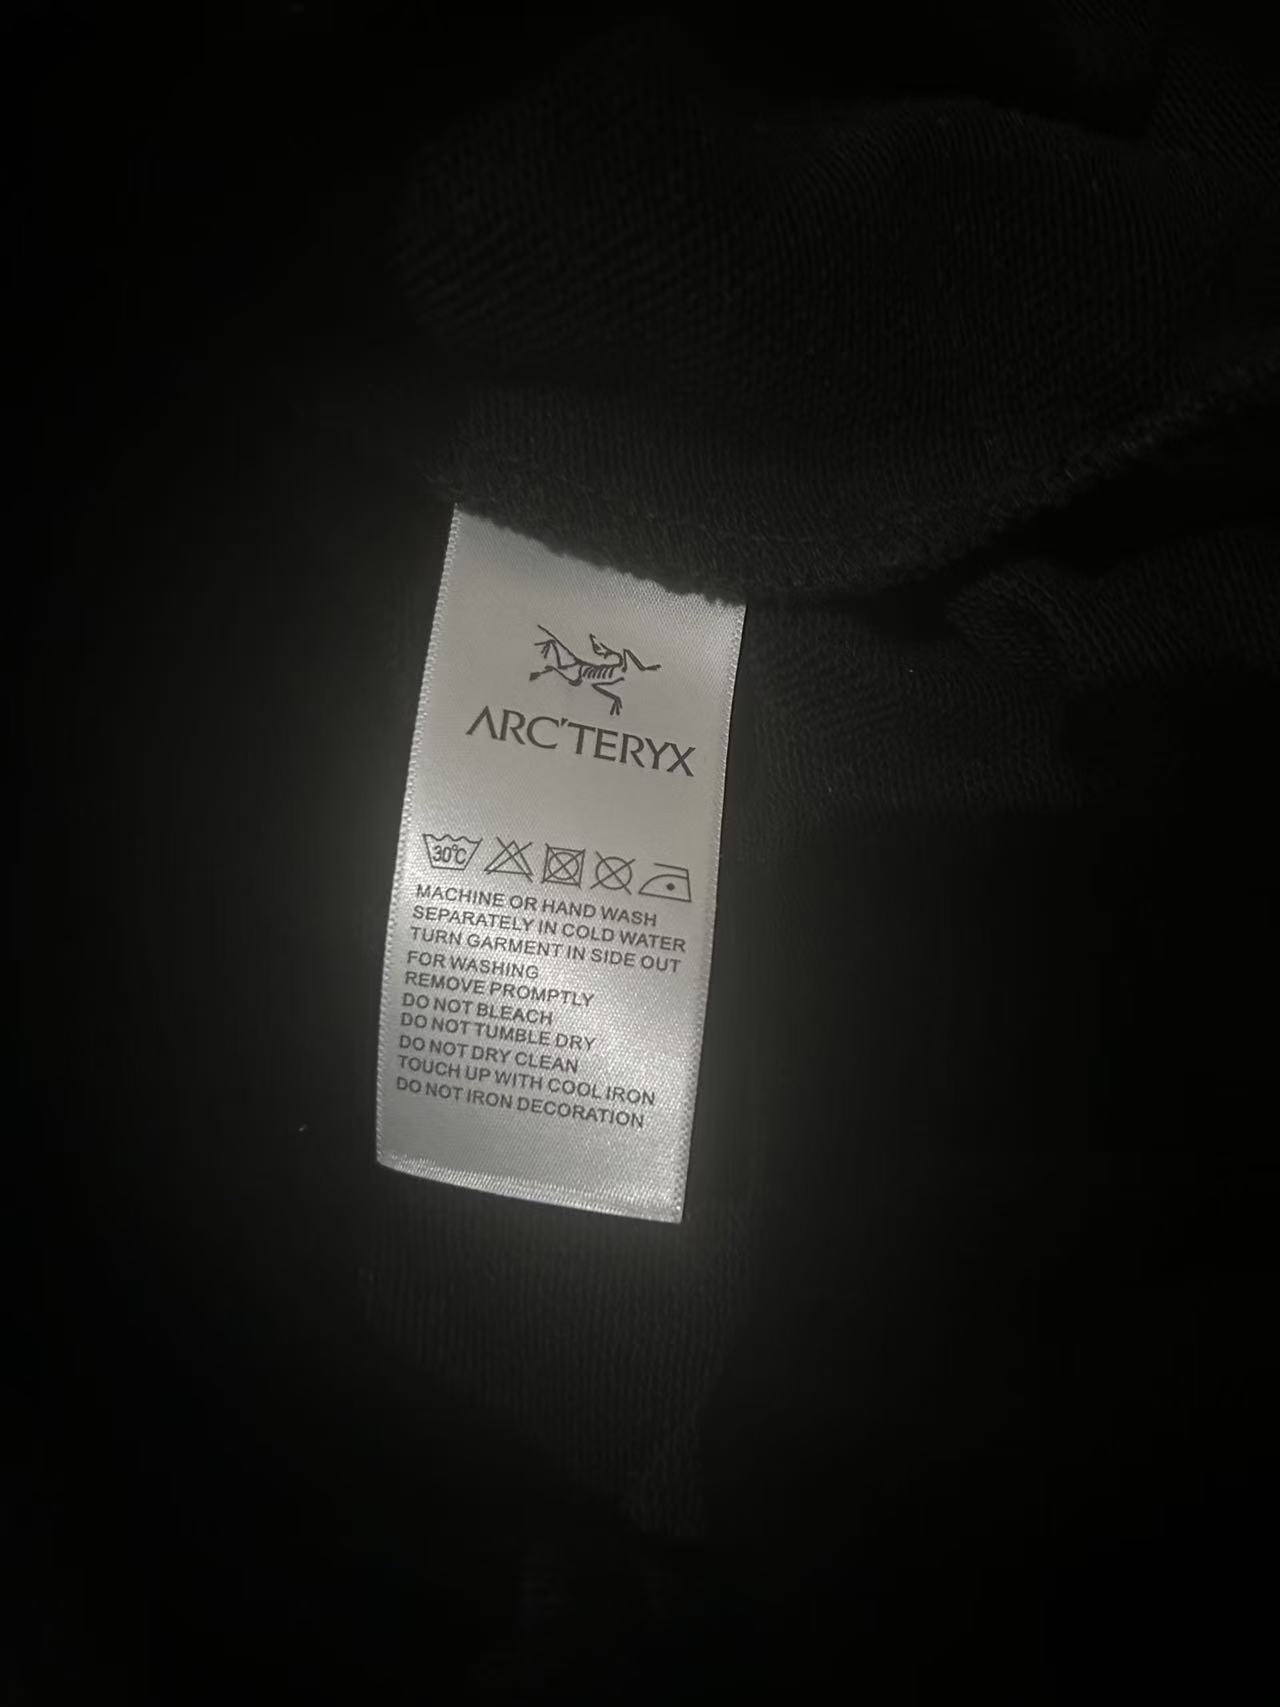 ARC'TERYX
30°C
MACHINE OR HAND WASH
SEPARATELY IN COLD WATER
TURN GARMENT IN SIDE OUT
FOR WASHING
REMOVE PROMPTLY
DO NOT BLEACH
DO NOT TUMBLE DRY
DO NOT DRY CLEAN
TOUCH UP WITH COOL IRON
DO NOT IRON DECORATION